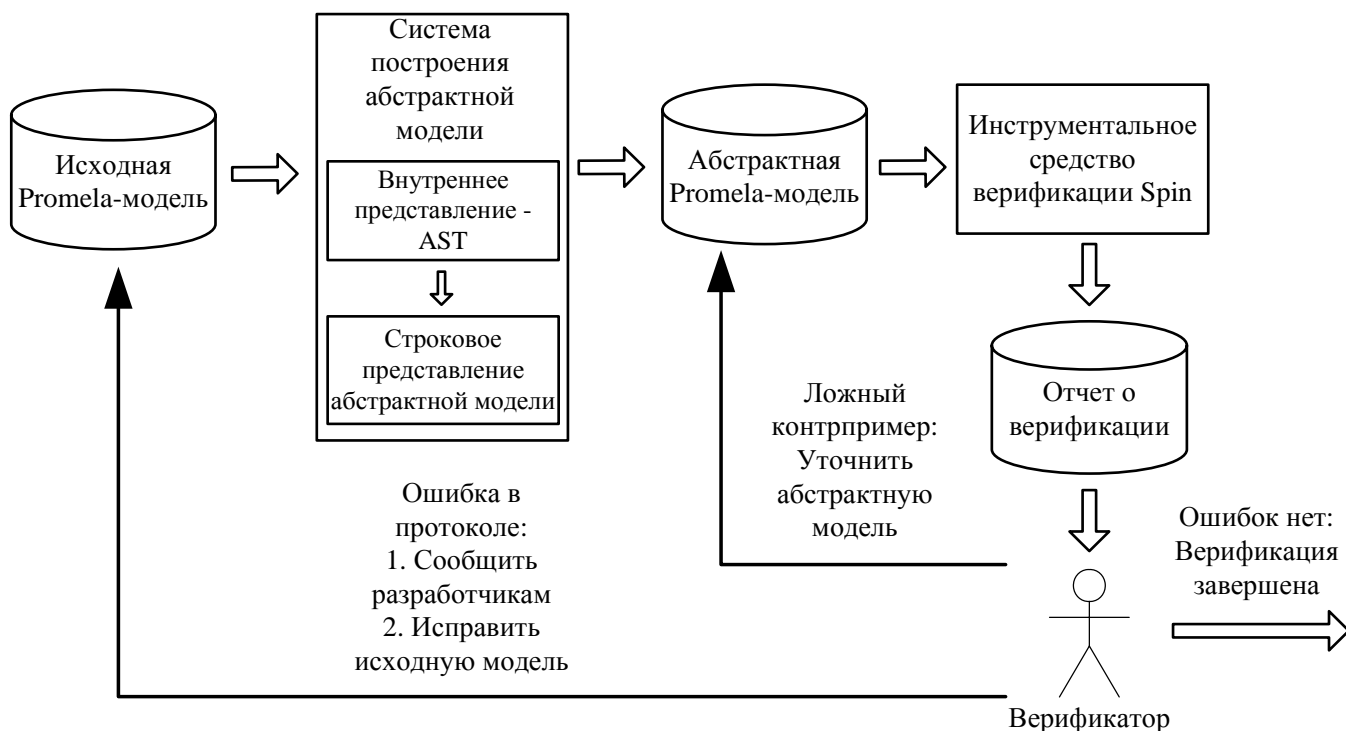 Исходная
Promela-модель
Система
построения
абстрактной
модели
Внутреннее
представление -
AST
Строковое
представление
абстрактной модели
Абстрактная
Promela-модель
Инструментальное
средство
верификации Spin
Отчет о
верификации
Ложный
контрпример:
Уточнить
абстрактную
модель
Ошибка в
протоколе:
1. Сообщить
разработчикам
2. Исправить
исходную модель
Ошибок нет:
Верификация
завершена
Верификатор